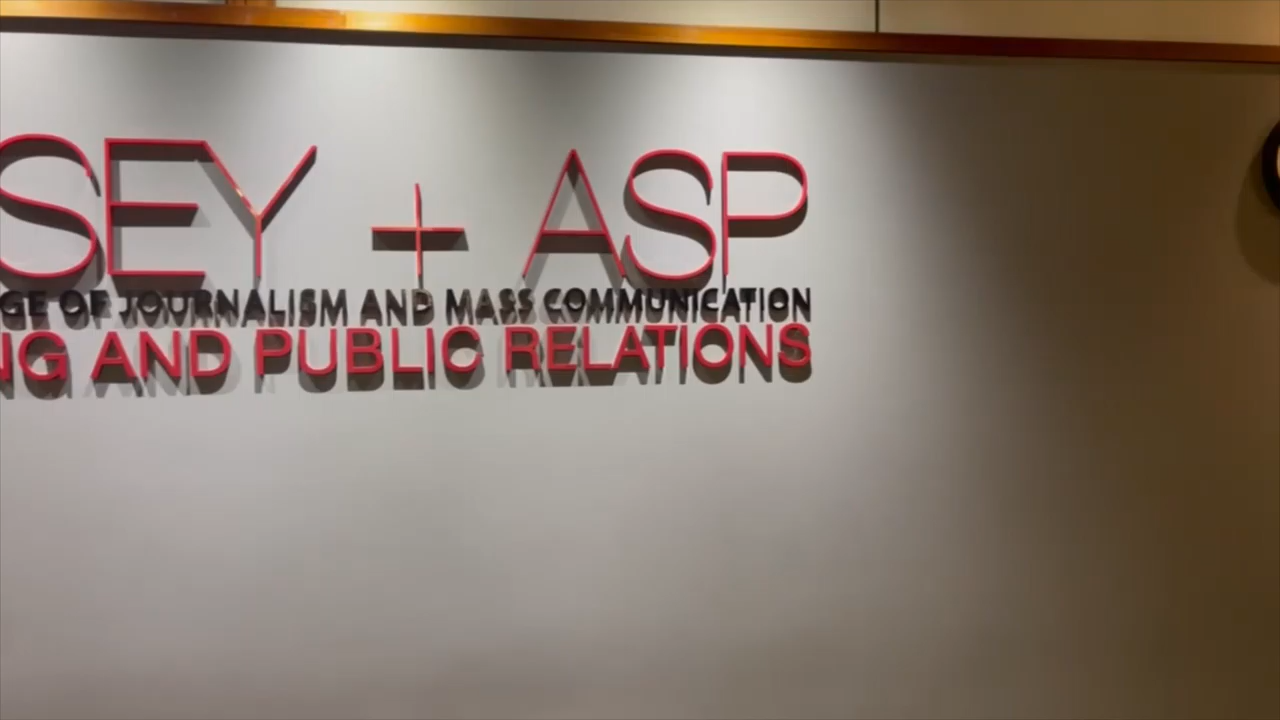 SEY + ASP
GE OF JOURNALISM AND MASS COMMUNICATION
NG AND PUBLIC RELATIONS